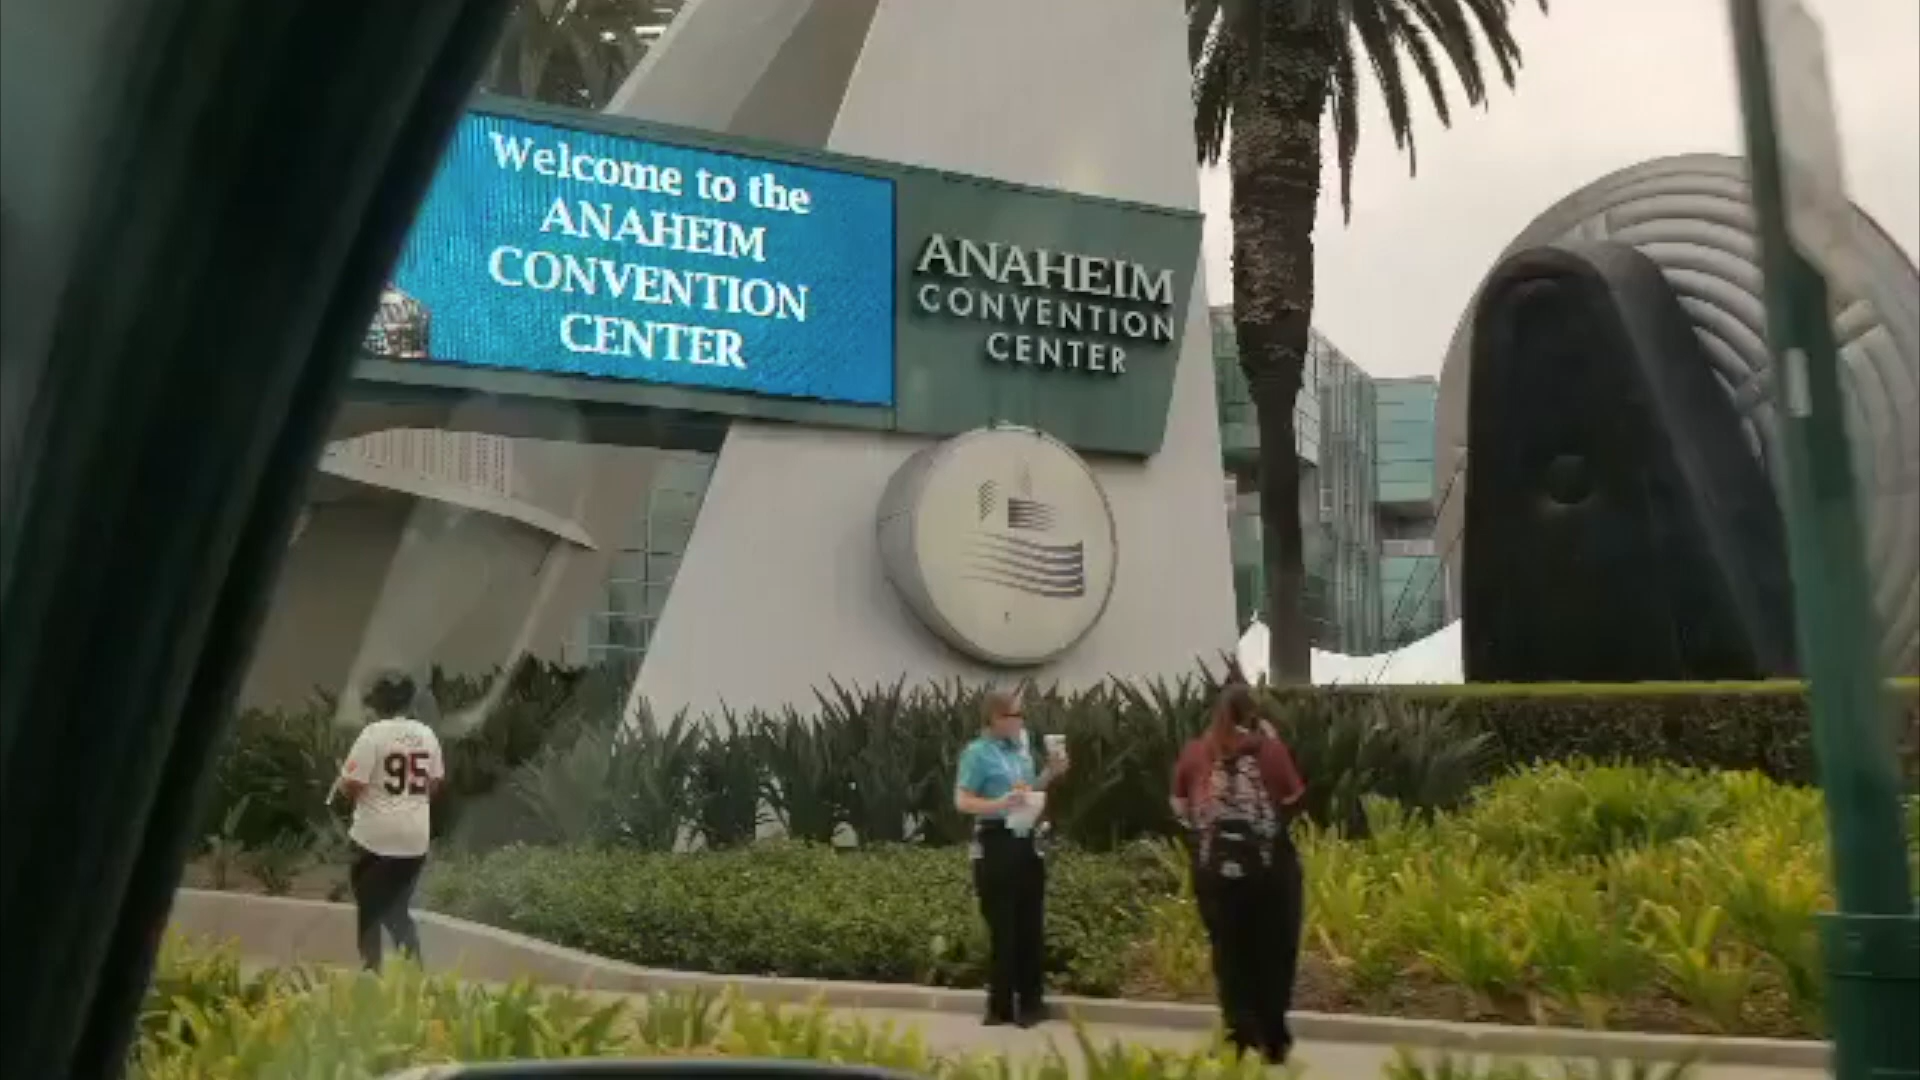 Welcome to the
ANAHEIM
CONVENTION
CENTER
ANAHEIM
CONVENTION
CENTER
95